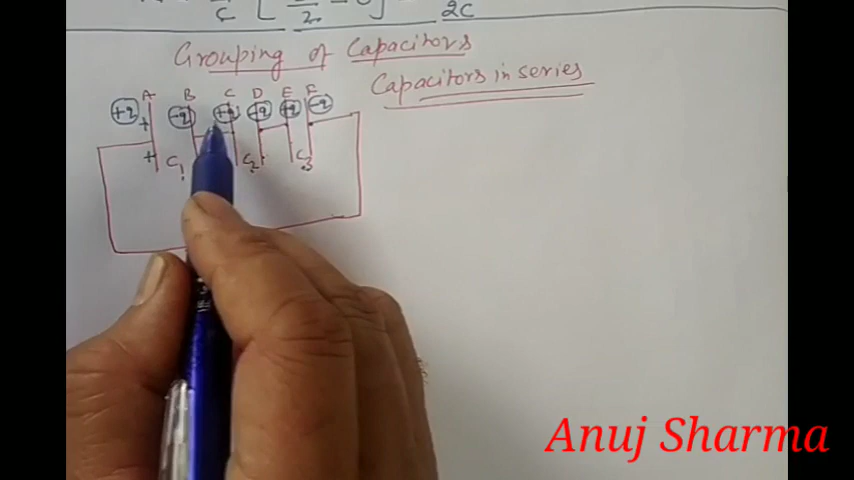 2C
Grouping of Capacitors
Capacitors in series
A B C D E F
+q -q +q +q -q
+
+ C1 C2 C3
Anuj Sharma